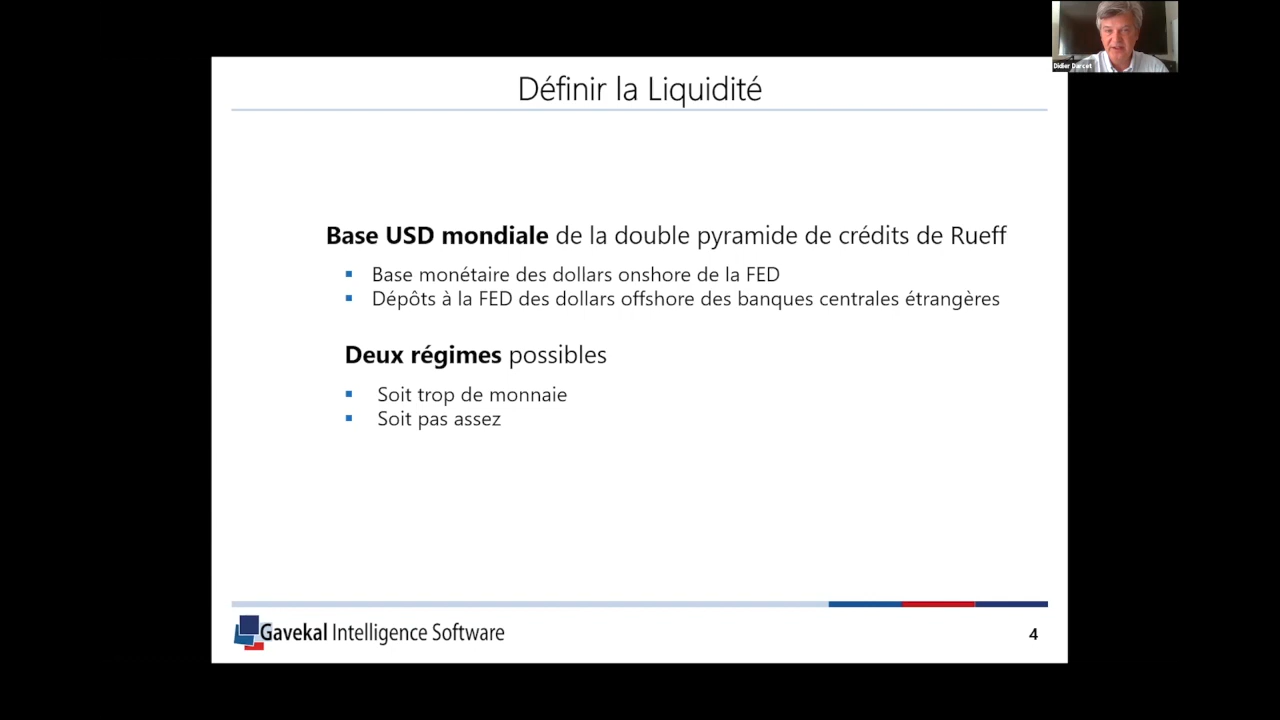 Définir la Liquidité
Didier Darcet
Base USD mondiale de la double pyramide de crédits de Rueff
Base monétaire des dollars onshore de la FED
Dépôts à la FED des dollars offshore des banques centrales étrangères
Deux régimes possibles
Soit trop de monnaie
Soit pas assez
Gavekal Intelligence Software
4